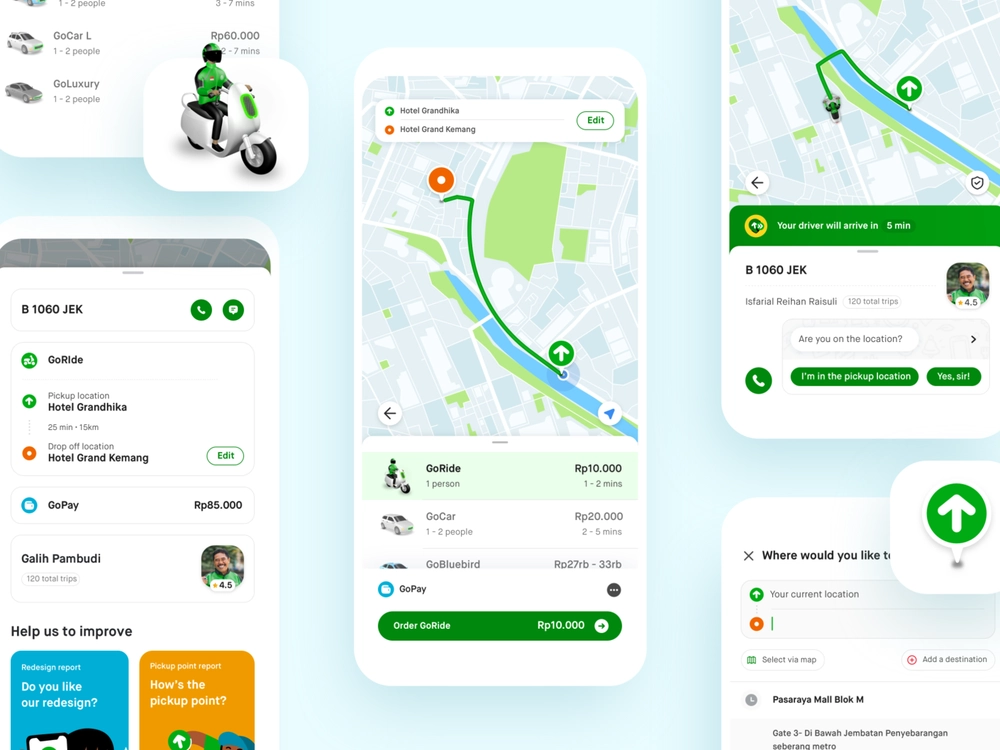 1 - 2 people
3 - 7 mins
GoCar L
Rp60.000
1 - 2 people
2 - 7 mins
GoLuxury
1 - 2 people
B 1060 JEK
GoRIde
Pickup location
Hotel Grandhika
25 min • 15km
Drop off location
Hotel Grand Kemang
Edit
GoPay
Rp85.000
Galih Pambudi
120 total trips
4.5
Help us to improve
Redesign report
Do you like
our redesign?
Pickup point report
How's the
pickup point?
Hotel Grandhika
Hotel Grand Kemang
Edit
GoRide
Rp10.000
1 person
1 - 2 mins
GoCar
Rp20.000
1 - 2 people
2 - 5 mins
GoBluebird
Rp27rb - 33rb
GoPay
Order GoRide
Rp10.000
Your driver will arrive in 5 min
B 1060 JEK
Isfarial Reihan Raisuli
120 total trips
4.5
Are you on the location?
I'm in the pickup location
Yes, sir!
Where would you like
Your current location
Select via map
Add a destination
Pasaraya Mall Blok M
Gate 3- Di Bawah Jembatan Penyebarangan
seberang metro